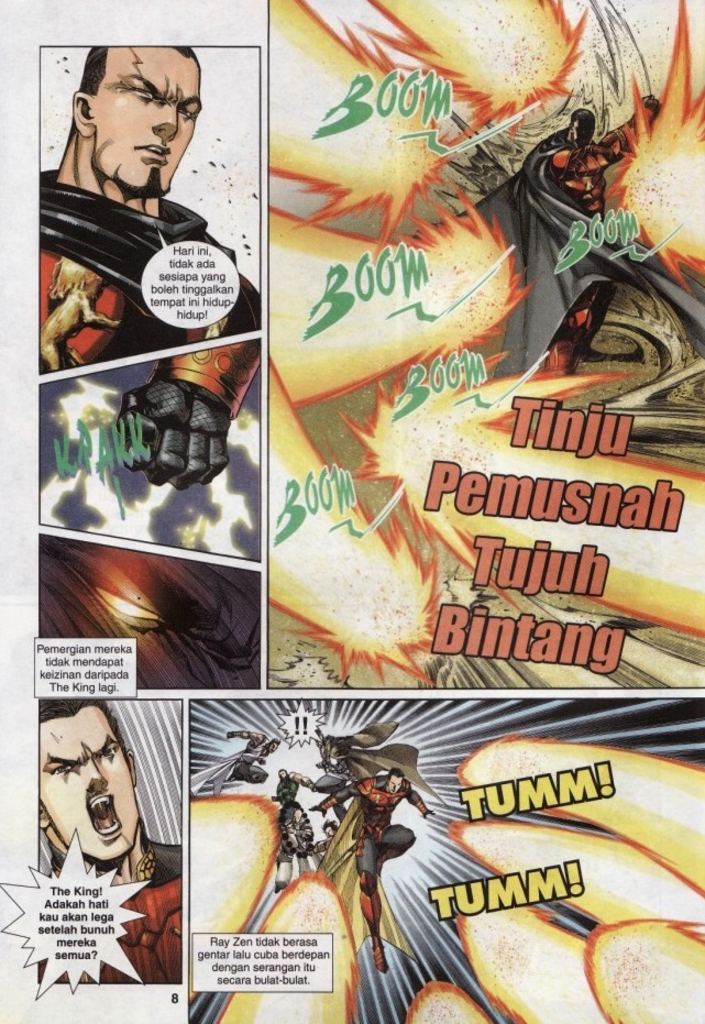 Hari ini,
tidak ada
sesiapa yang
boleh tinggalkan
tempat ini hidup-
hidup!
KPAKK
!
Pemergian mereka
tidak mendapat
keizinan daripada
The King lagi.
BOOM
BOOM
BOOM
BOOM
BOOM
Tinju
Pemusnah
Tujuh
Bintang
The King!
Adakah hati
kau akan lega
setelah bunuh
mereka
semua?
!!
TUMM!
TUMM!
Ray Zen tidak berasa
gentar lalu cuba berdepan
dengan serangan itu
secara bulat-bulat.
8